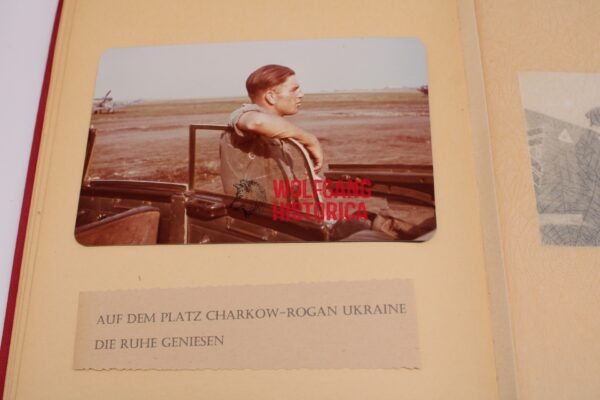 WOLFGANG
HISTORICA
AUF DEM PLATZ CHARKOW-ROGAN UKRAINE
DIE RUHE GENIESEN